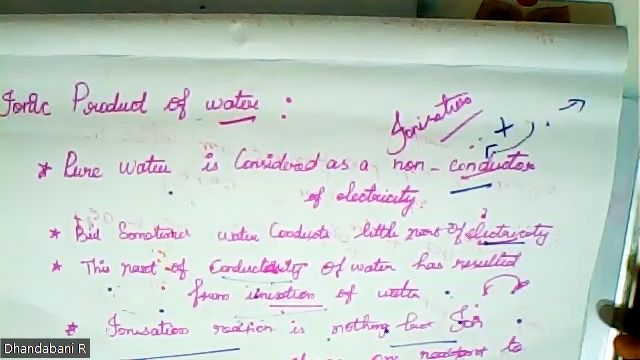 Ionic Product of water :
Ionisation
* Pure water is Considered as a non - conductor
of electricity.
* But Sometimes water Conducts little part of electricity
* This part of Conductivity of water has resulted
from ionisation of water .
* Ionisation reaction is nothing but
to
Dhandabani R